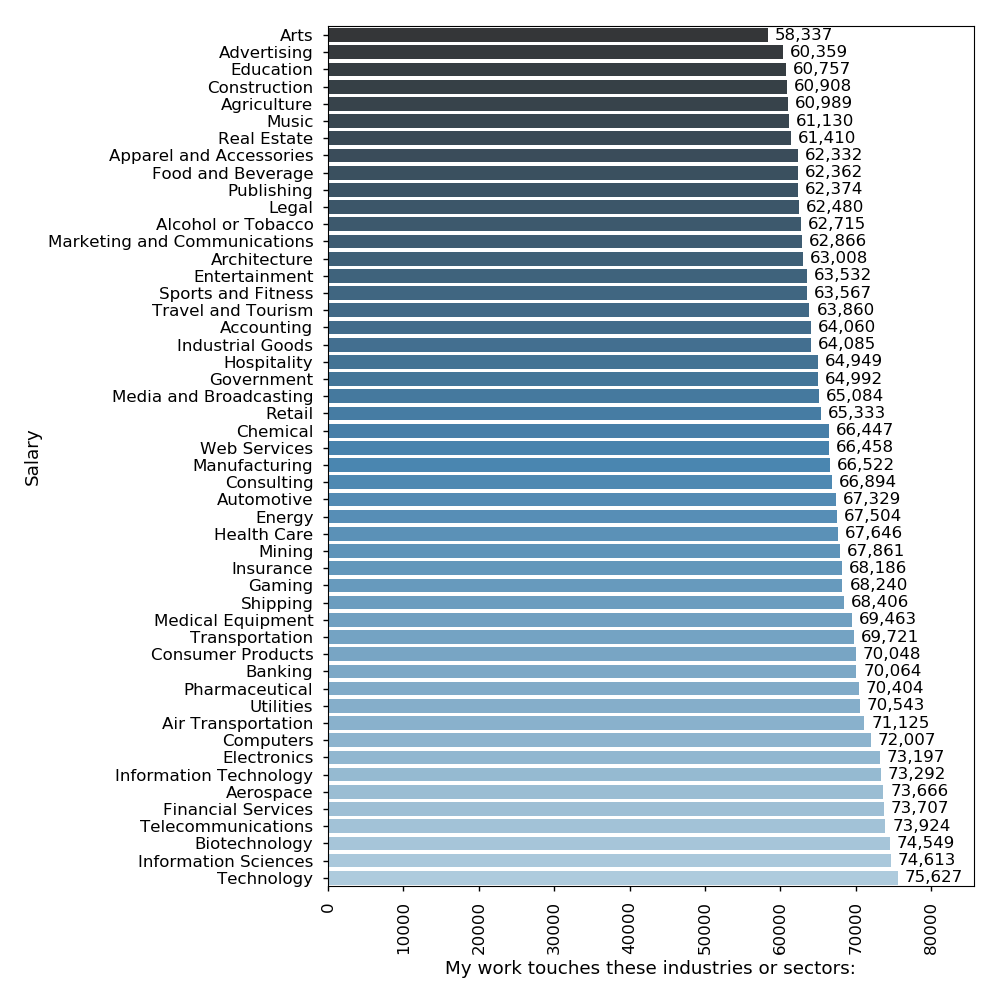 Arts 58,337
Advertising 60,359
Education 60,757
Construction 60,908
Agriculture 60,989
Music 61,130
Real Estate 61,410
Apparel and Accessories 62,332
Food and Beverage 62,362
Publishing 62,374
Legal 62,480
Alcohol or Tobacco 62,715
Marketing and Communications 62,866
Architecture 63,008
Entertainment 63,532
Sports and Fitness 63,567
Travel and Tourism 63,860
Accounting 64,060
Industrial Goods 64,085
Hospitality 64,949
Government 64,992
Media and Broadcasting 65,084
Retail 65,333
Chemical 66,447
Web Services 66,458
Manufacturing 66,522
Consulting 66,894
Automotive 67,329
Energy 67,504
Health Care 67,646
Mining 67,861
Insurance 68,186
Gaming 68,240
Shipping 68,406
Medical Equipment 69,463
Transportation 69,721
Consumer Products 70,048
Banking 70,064
Pharmaceutical 70,404
Utilities 70,543
Air Transportation 71,125
Computers 72,007
Electronics 73,197
Information Technology 73,292
Aerospace 73,666
Financial Services 73,707
Telecommunications 73,924
Biotechnology 74,549
Information Sciences 74,613
Technology 75,627
Salary
0 10000 20000 30000 40000 50000 60000 70000 80000
My work touches these industries or sectors: